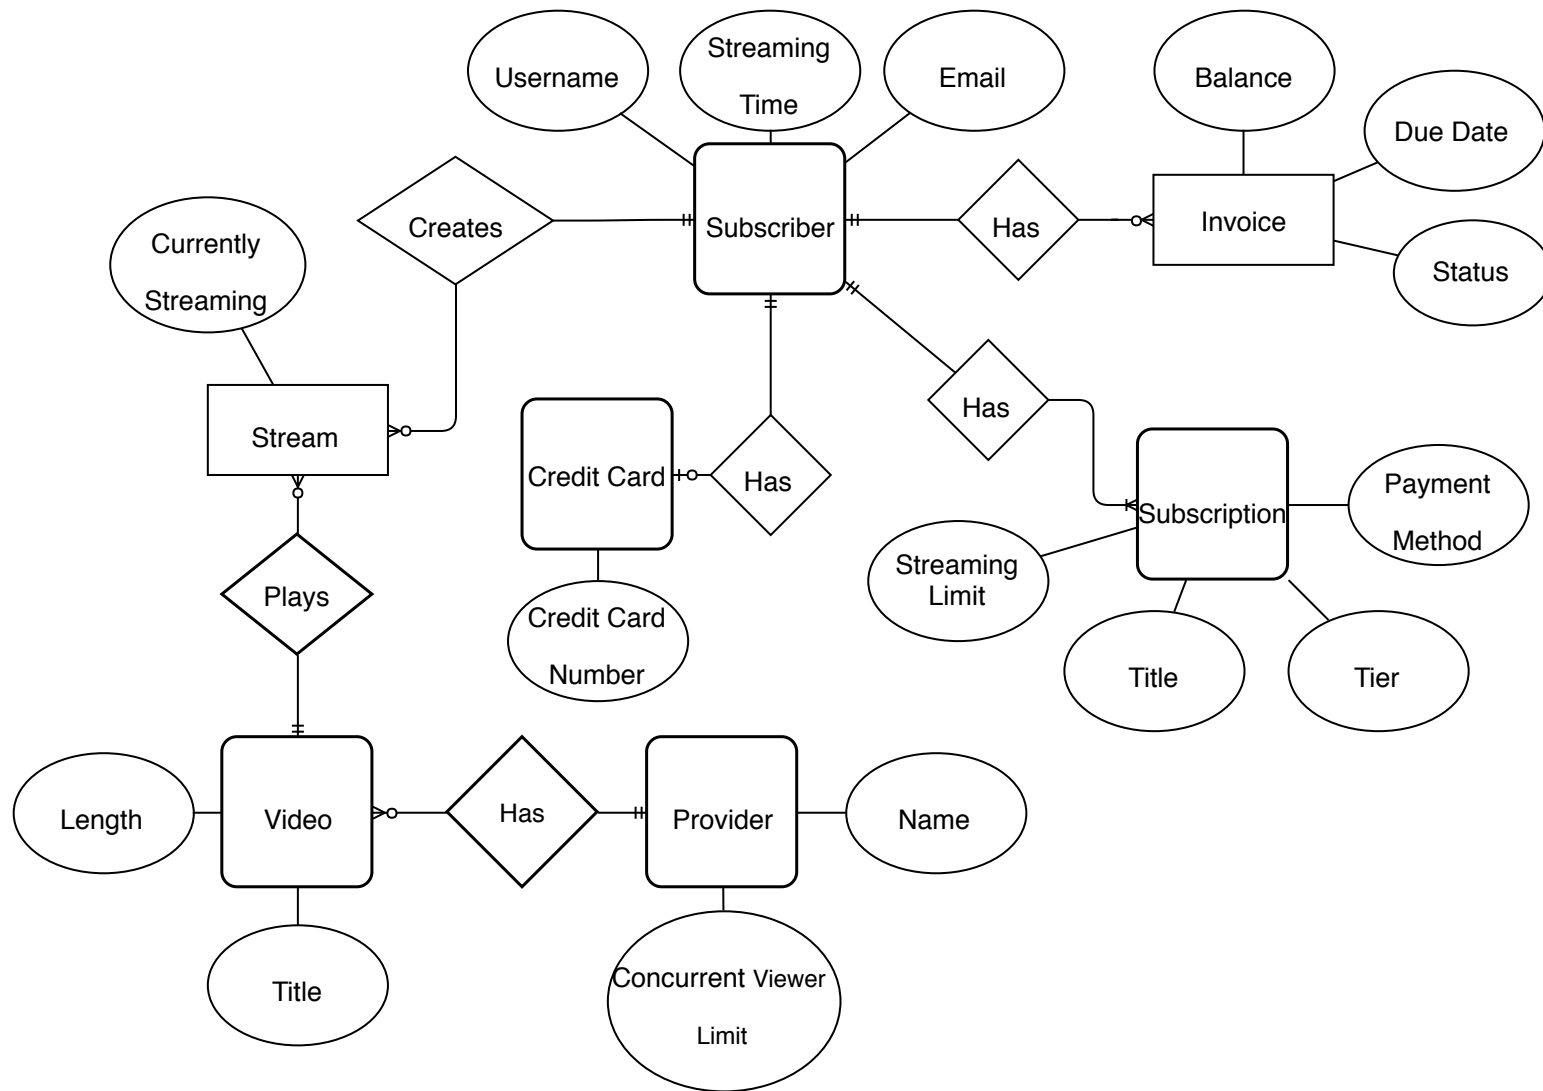 Username
Streaming
Time
Email
Balance
Due Date
Creates
Subscriber
Has
Invoice
Status
Currently
Streaming
Stream
Credit Card
Has
Has
Subscription
Payment
Method
Streaming
Limit
Plays
Credit Card
Number
Title
Tier
Length
Video
Has
Provider
Name
Title
Concurrent Viewer
Limit